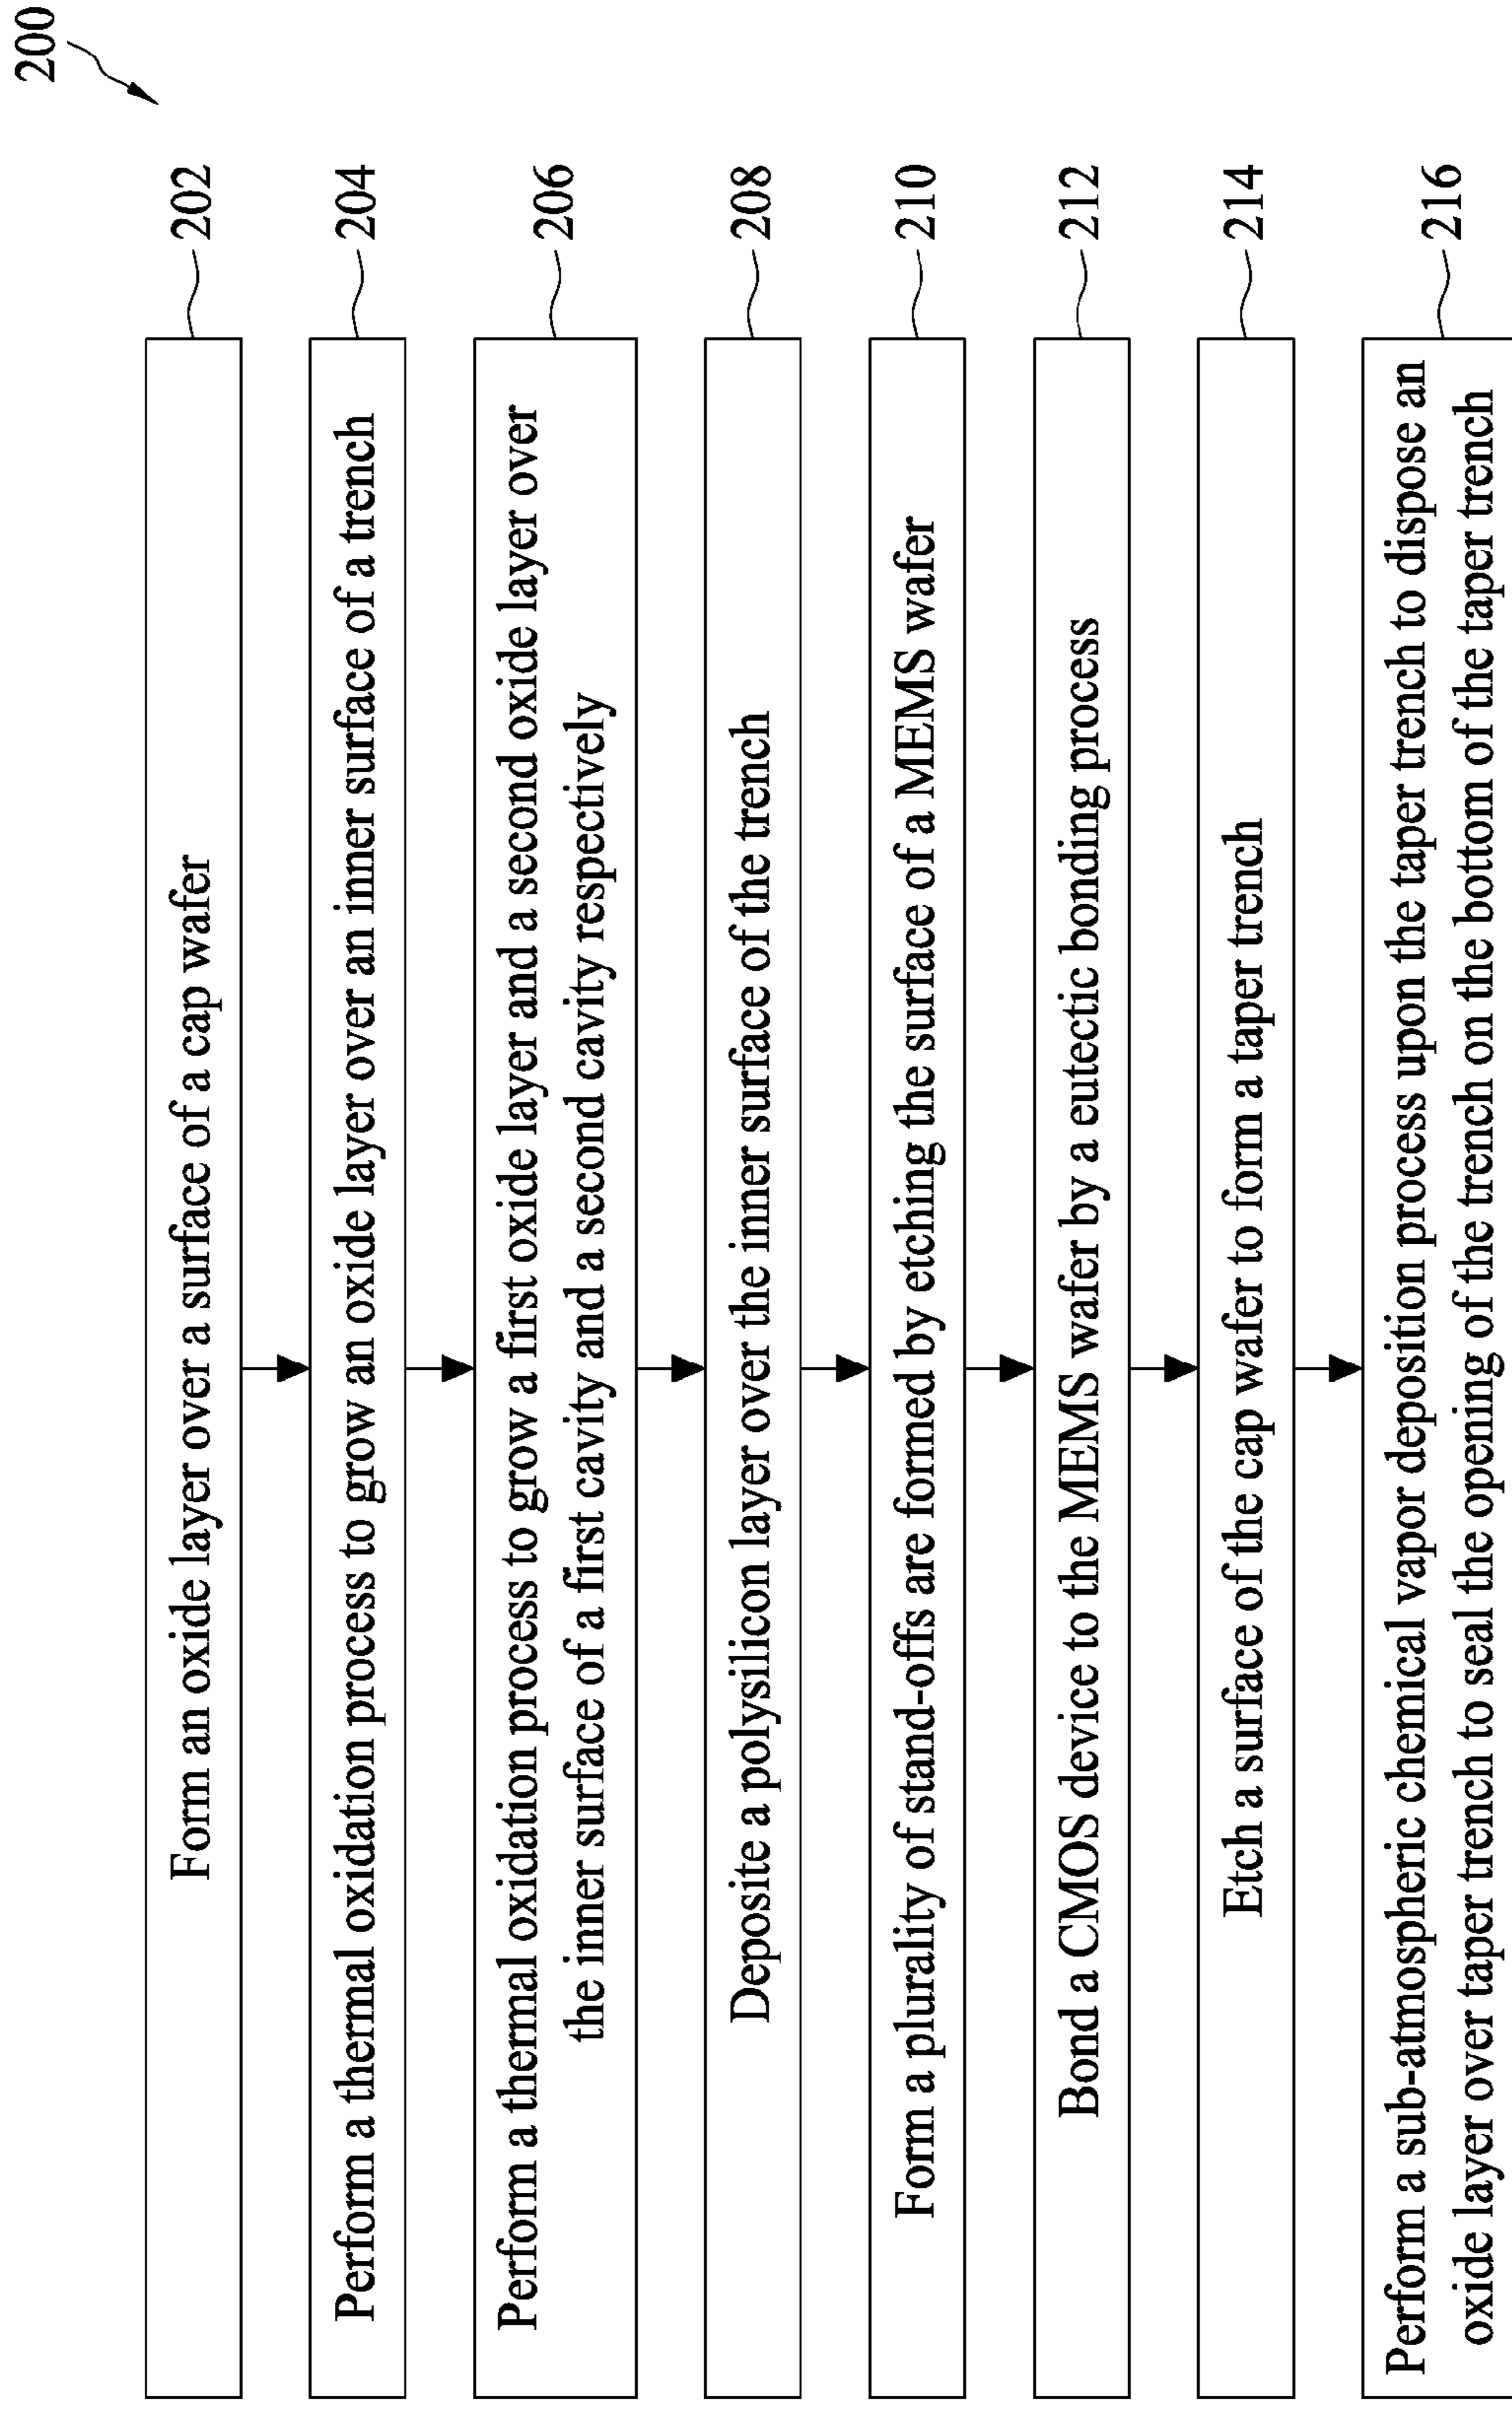 200
Form an oxide layer over a surface of a cap wafer
202
Perform a thermal oxidation process to grow an oxide layer over an inner surface of a trench
204
Perform a thermal oxidation process to grow a first oxide layer and a second oxide layer over
the inner surface of a first cavity and a second cavity respectively
206
Deposite a polysilicon layer over the inner surface of the trench
208
Form a plurality of stand-offs are formed by etching the surface of a MEMS wafer
210
Bond a CMOS device to the MEMS wafer by a eutectic bonding process
212
Etch a surface of the cap wafer to form a taper trench
214
Perform a sub-atmospheric chemical vapor deposition process upon the taper trench to dispose an
oxide layer over taper trench to seal the opening of the trench on the bottom of the taper trench
216